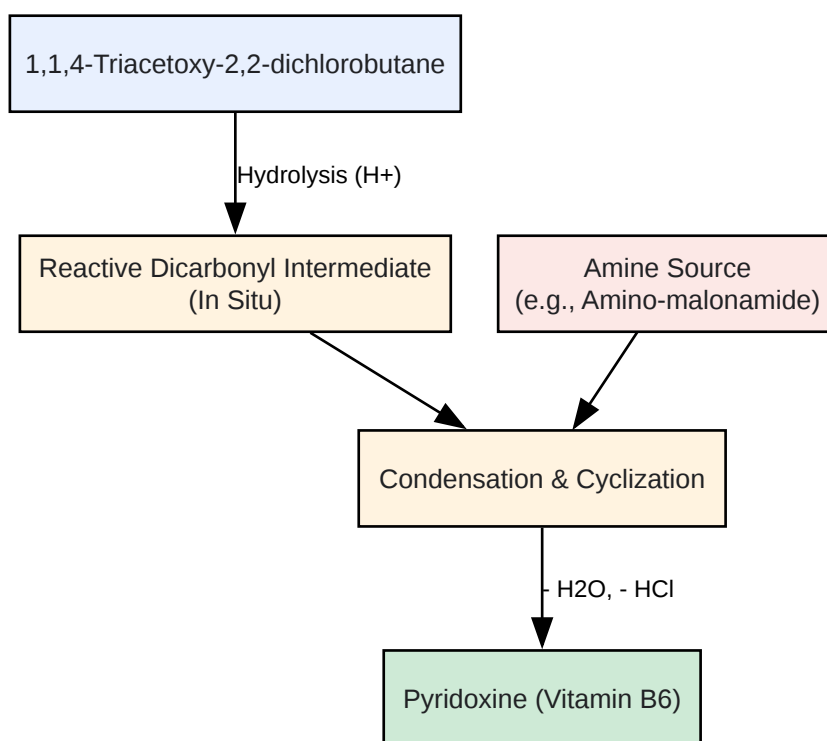 1,1,4-Triacetoxy-2,2-dichlorobutane
Hydrolysis (H+)
Reactive Dicarbonyl Intermediate
(In Situ)
Amine Source
(e.g., Amino-malonamide)
Condensation & Cyclization
- H2O, - HCl
Pyridoxine (Vitamin B6)